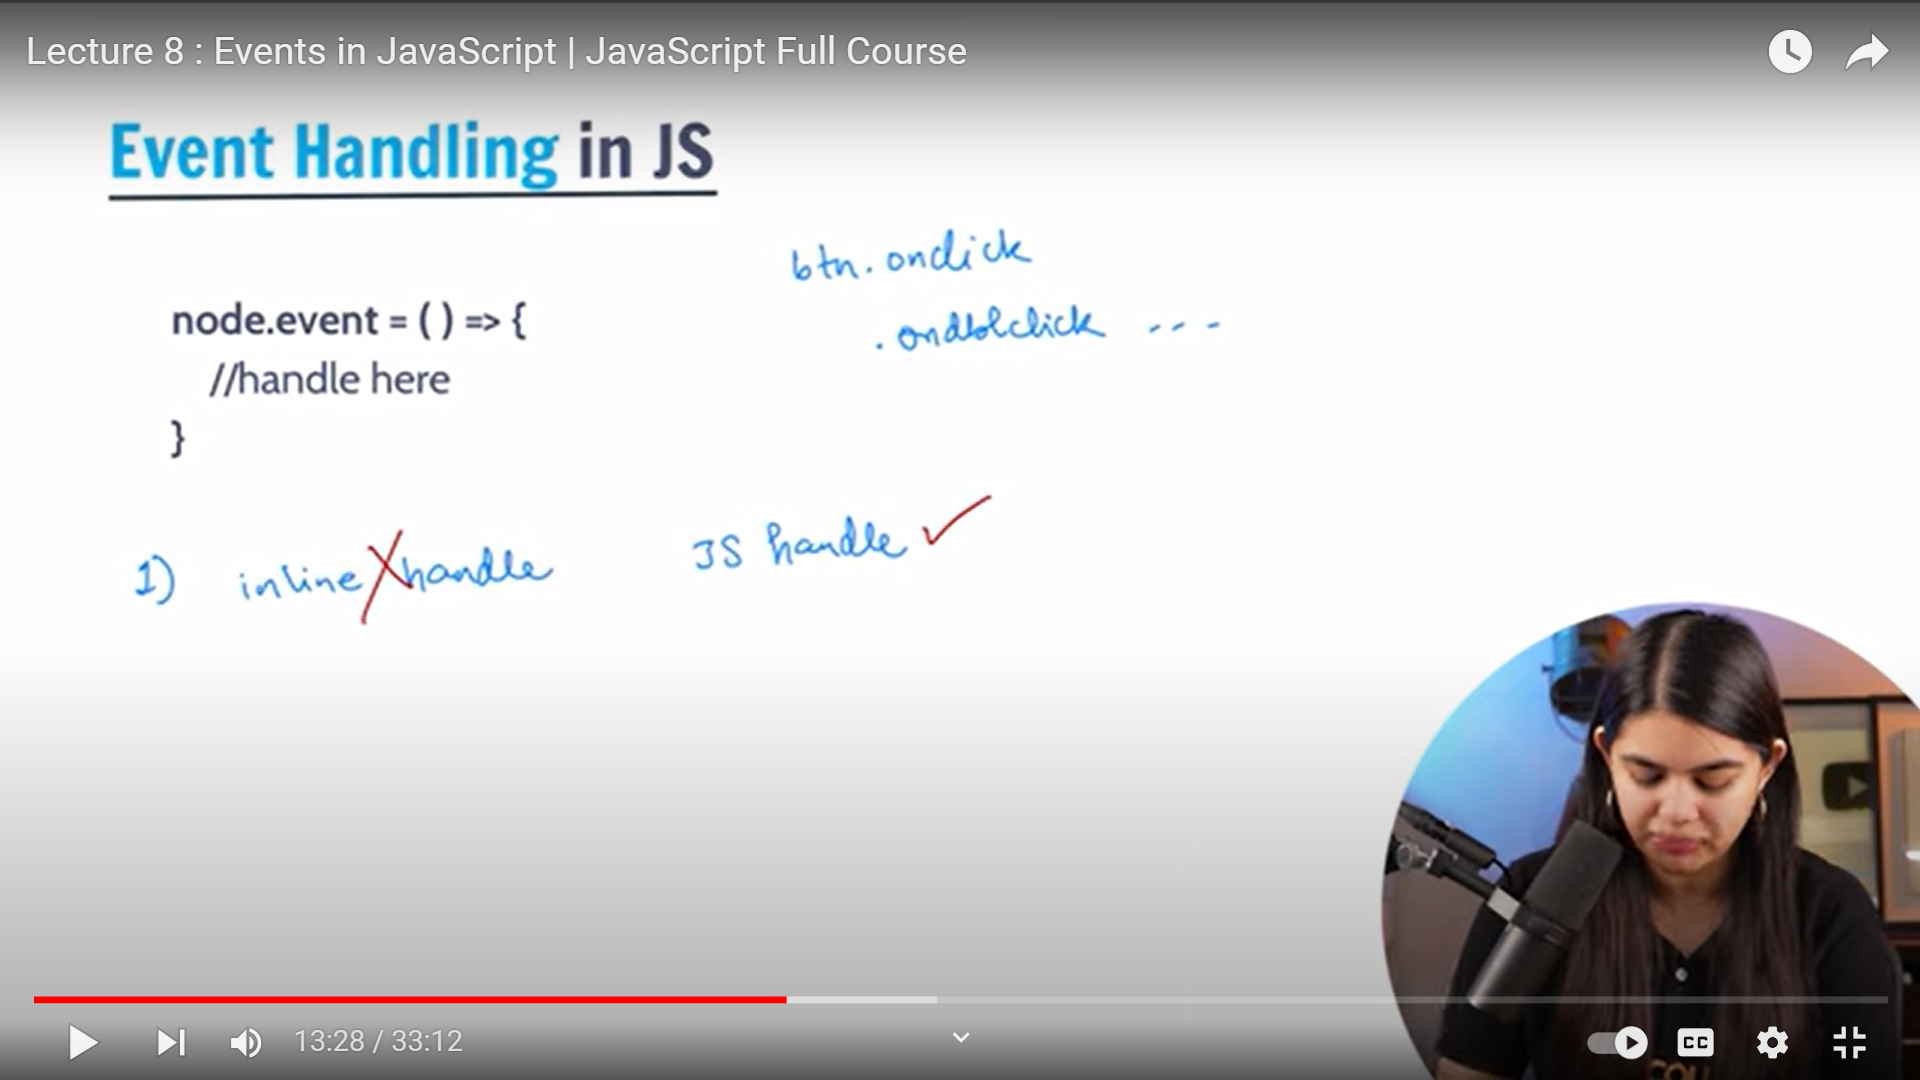 Lecture 8 : Events in JavaScript | JavaScript Full Course
Event Handling in JS
btn. onclick
node.event = ( ) => {
. ondblclick - - -
//handle here
}
1) inline handle JS handle ✓
13:28 / 33:12
CC